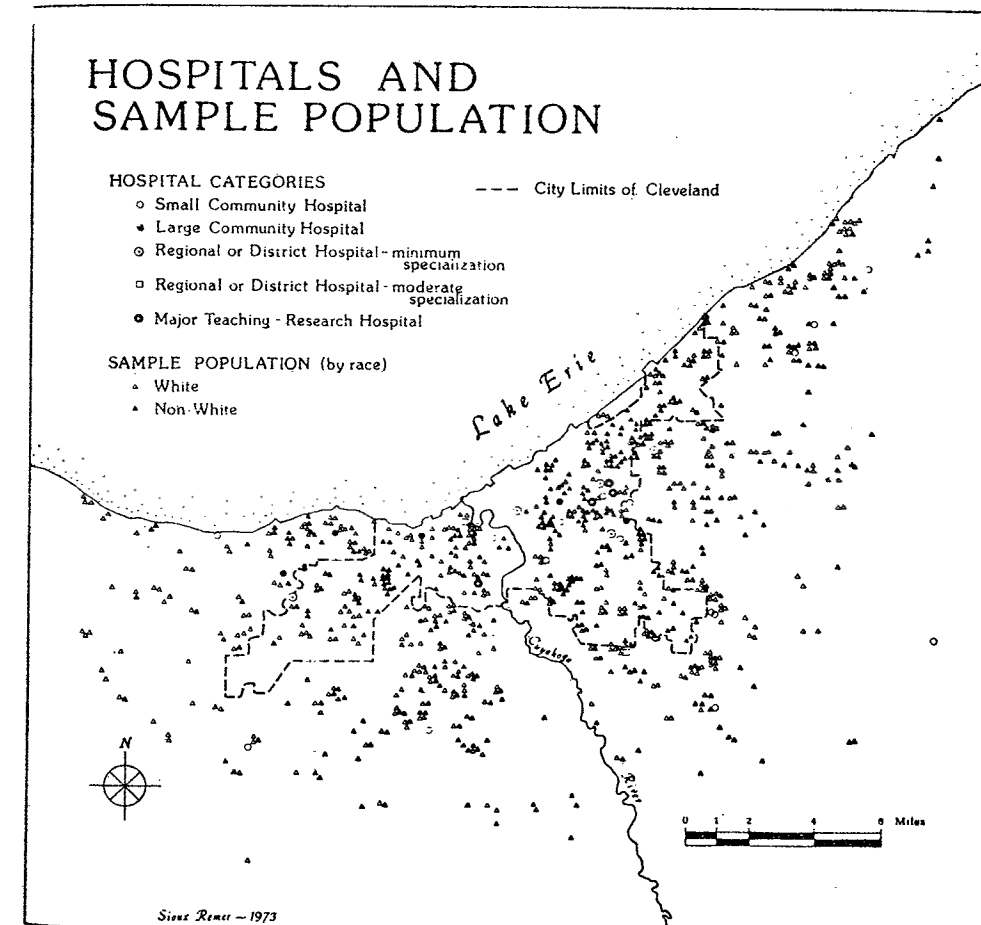 HOSPITALS AND
SAMPLE POPULATION
HOSPITAL CATEGORIES
Small Community Hospital
Large Community Hospital
Regional or District Hospital - minimum
specialization
Regional or District Hospital - moderate
specialization
Major Teaching - Research Hospital
SAMPLE POPULATION (by race)
White
Non-White
City Limits of Cleveland
Lake Erie
Cuyahoga
River
N
0 1 2 4 6 Miles
Sioux Remer — 1973